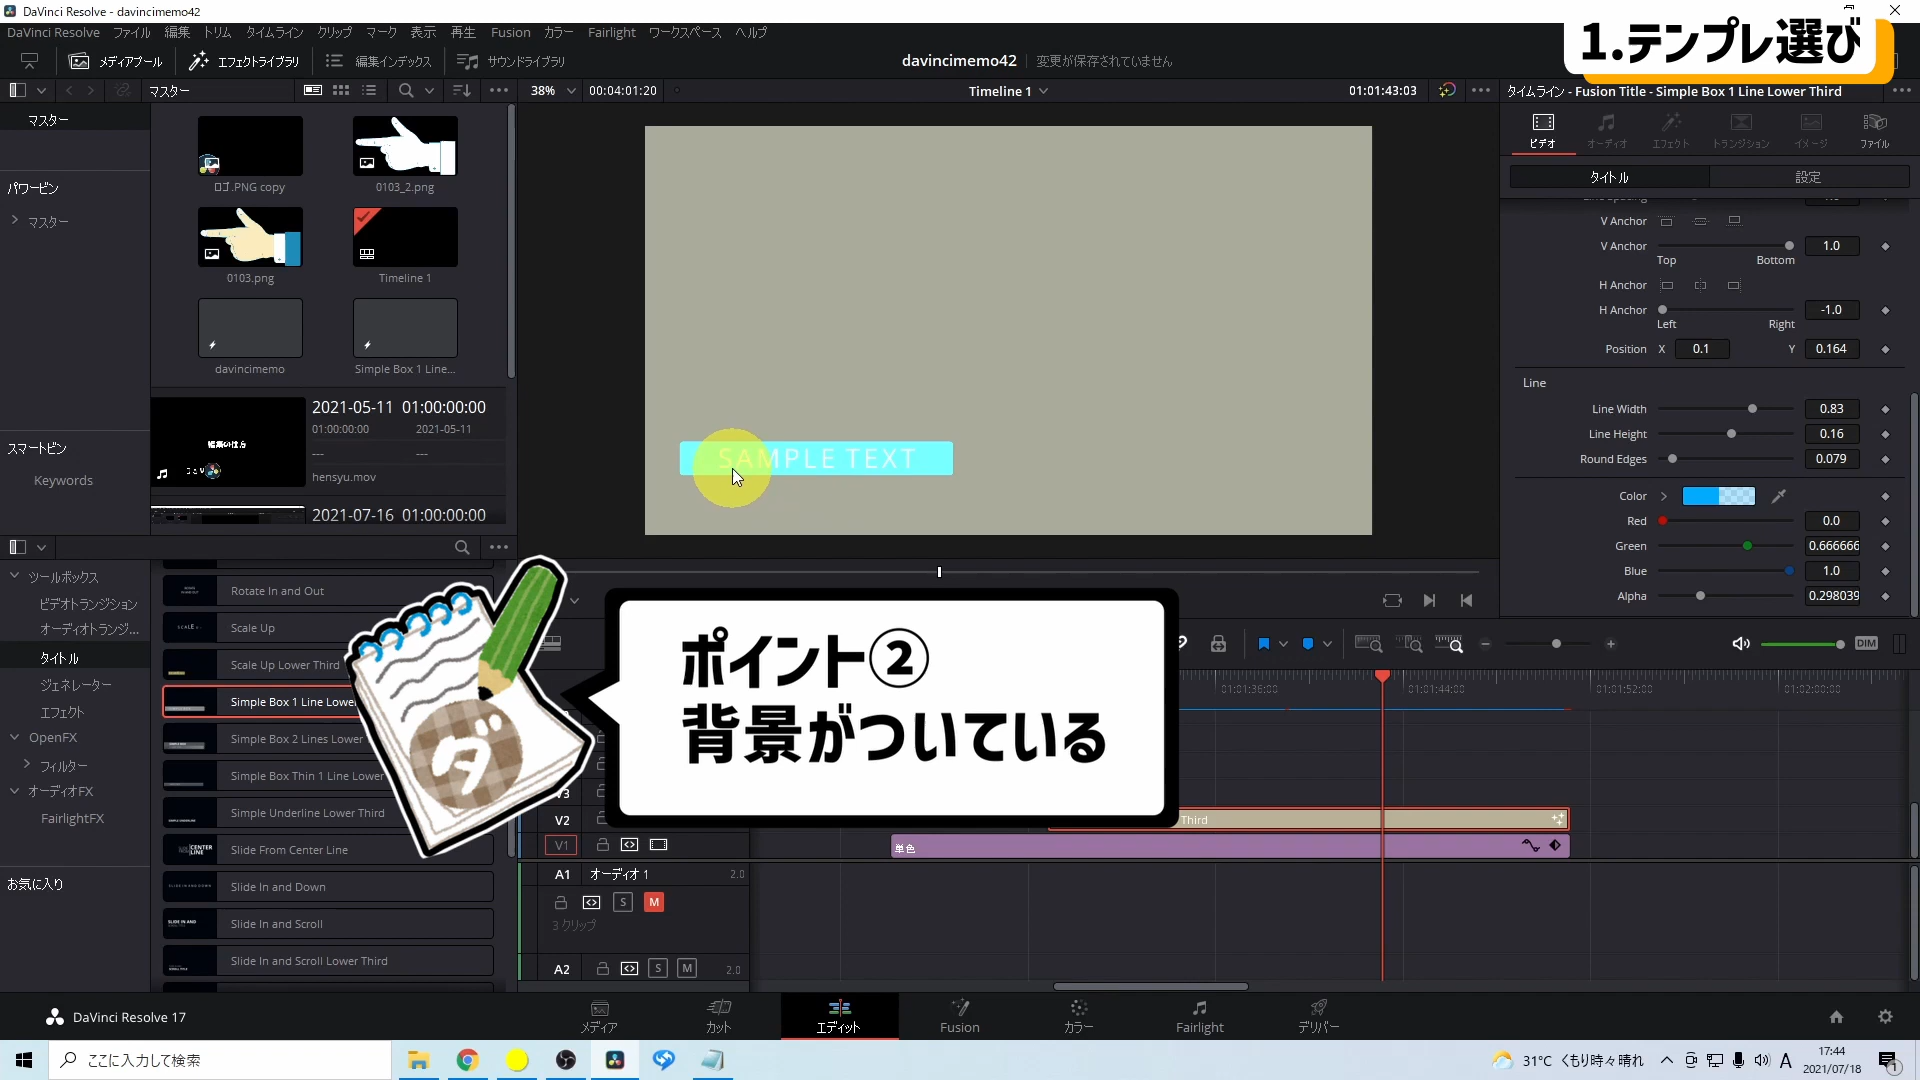 DaVinci Resolve - davincimemo42
DaVinci Resolve ファイル 編集 トリム タイムライン クリップ マーク 表示 再生 Fusion カラー Fairlight ワークスペース ヘルプ
1.テンプレ選び
メディアプール エフェクトライブラリ 編集インデックス サウンドライブラリ
davincimemo42 変更が保存されていません
マスター
38% 00:04:01:20 Timeline 1 01:01:43:03
タイムライン - Fusion Title - Simple Box 1 Line Lower Third
マスター
パワービン
マスター
スマートビン
Keywords
ロゴ.PNG copy
0103_2.png
0103.png
Timeline 1
davincimemo
Simple Box 1 Line...
2021-05-11 01:00:00:00
01:00:00:00 2021-05-11
--- ---
hensyu.mov
2021-07-16 01:00:00:00
SAMPLE TEXT
ビデオ オーディオ エフェクト トランジション イメージ ファイル
タイトル 設定
V Anchor
V Anchor 1.0
Top Bottom
H Anchor
H Anchor -1.0
Left Right
Position X 0.1 Y 0.164
Line
Line Width 0.83
Line Height 0.16
Round Edges 0.079
Color
Red 0.0
Green 0.666666
Blue 1.0
Alpha 0.298039
ツールボックス
ビデオトランジション
オーディオトランジ...
タイトル
ジェネレーター
エフェクト
OpenFX
フィルター
オーディオFX
FairlightFX
お気に入り
Rotate In and Out
Scale Up
Scale Up Lower Third
Simple Box 1 Line Lower
Simple Box 2 Lines Lower
Simple Box Thin 1 Line Lower
Simple Underline Lower Third
Slide From Center Line
Slide In and Down
Slide In and Scroll
Slide In and Scroll Lower Third
ダ
ポイント②
背景がついている
DIM
01:01:36:00 01:01:44:00 01:01:52:00 01:02:00:00
V3
V2
Third
V1
単色
A1 オーディオ 1 2.0
S M
3 クリップ
A2 S M 2.0
DaVinci Resolve 17
メディア カット エディット Fusion カラー Fairlight デリバー
ここに入力して検索
31°C くもり時々晴れ
A
17:44
2021/07/18
1